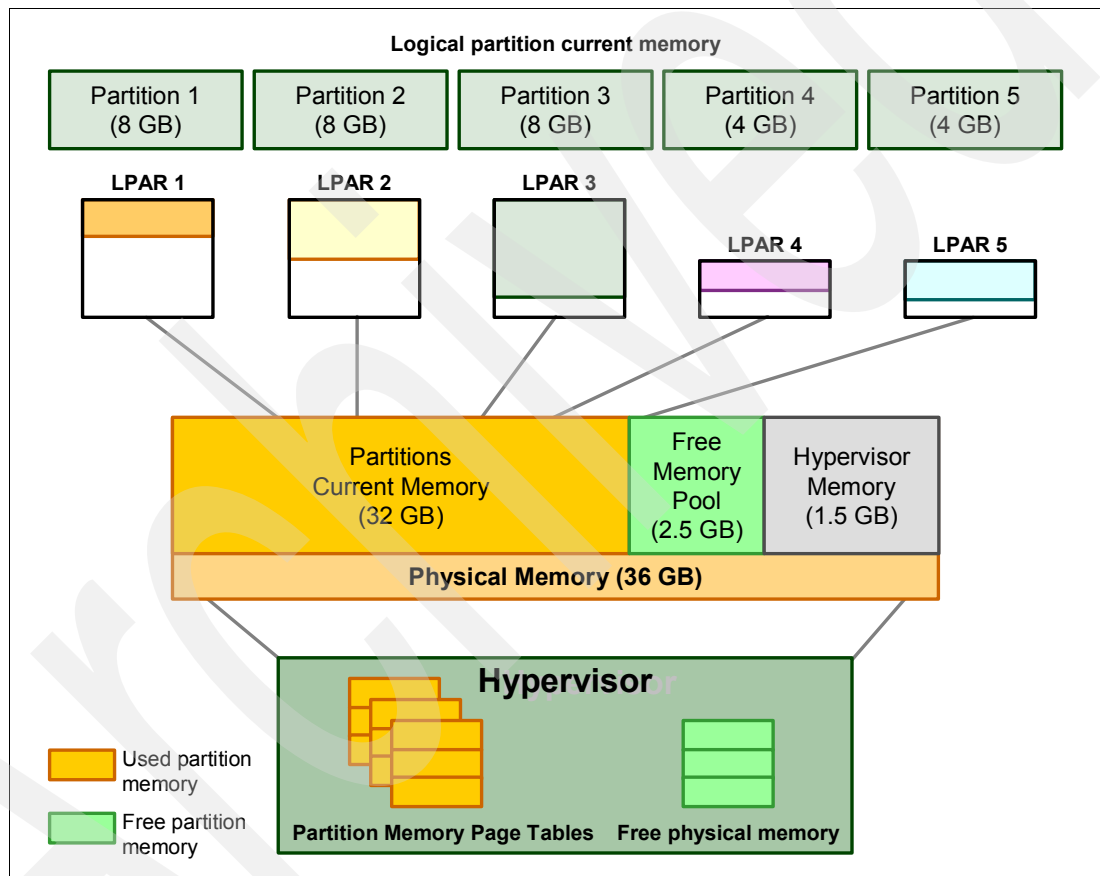 Logical partition current memory
Partition 1
(8 GB)
Partition 2
(8 GB)
Partition 3
(8 GB)
Partition 4
(4 GB)
Partition 5
(4 GB)
LPAR 1
LPAR 2
LPAR 3
LPAR 4
LPAR 5
Partitions
Current Memory
(32 GB)
Free
Memory
Pool
(2.5 GB)
Hypervisor
Memory
(1.5 GB)
Physical Memory (36 GB)
Hypervisor
Used partition
memory
Free partition
memory
Partition Memory Page Tables
Free physical memory